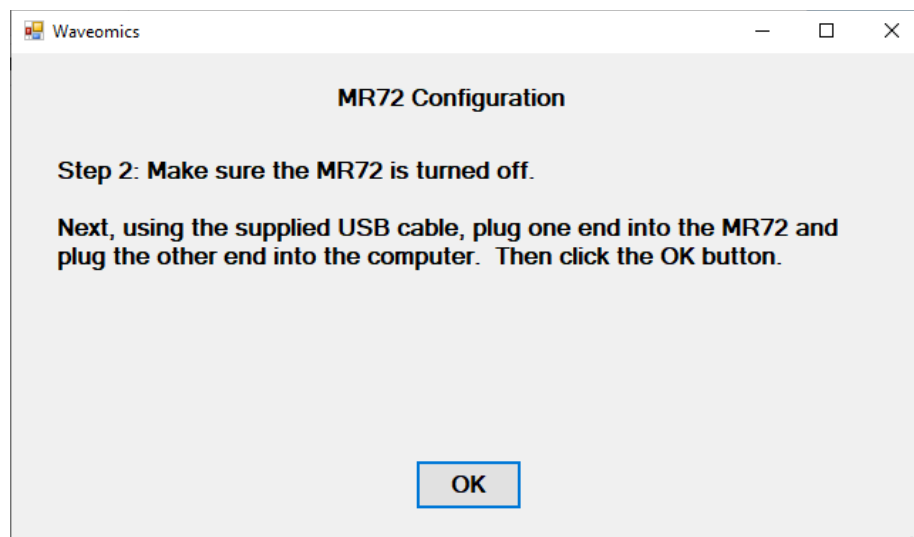 Waveomics
MR72 Configuration
Step 2: Make sure the MR72 is turned off.
Next, using the supplied USB cable, plug one end into the MR72 and
plug the other end into the computer.  Then click the OK button.
OK